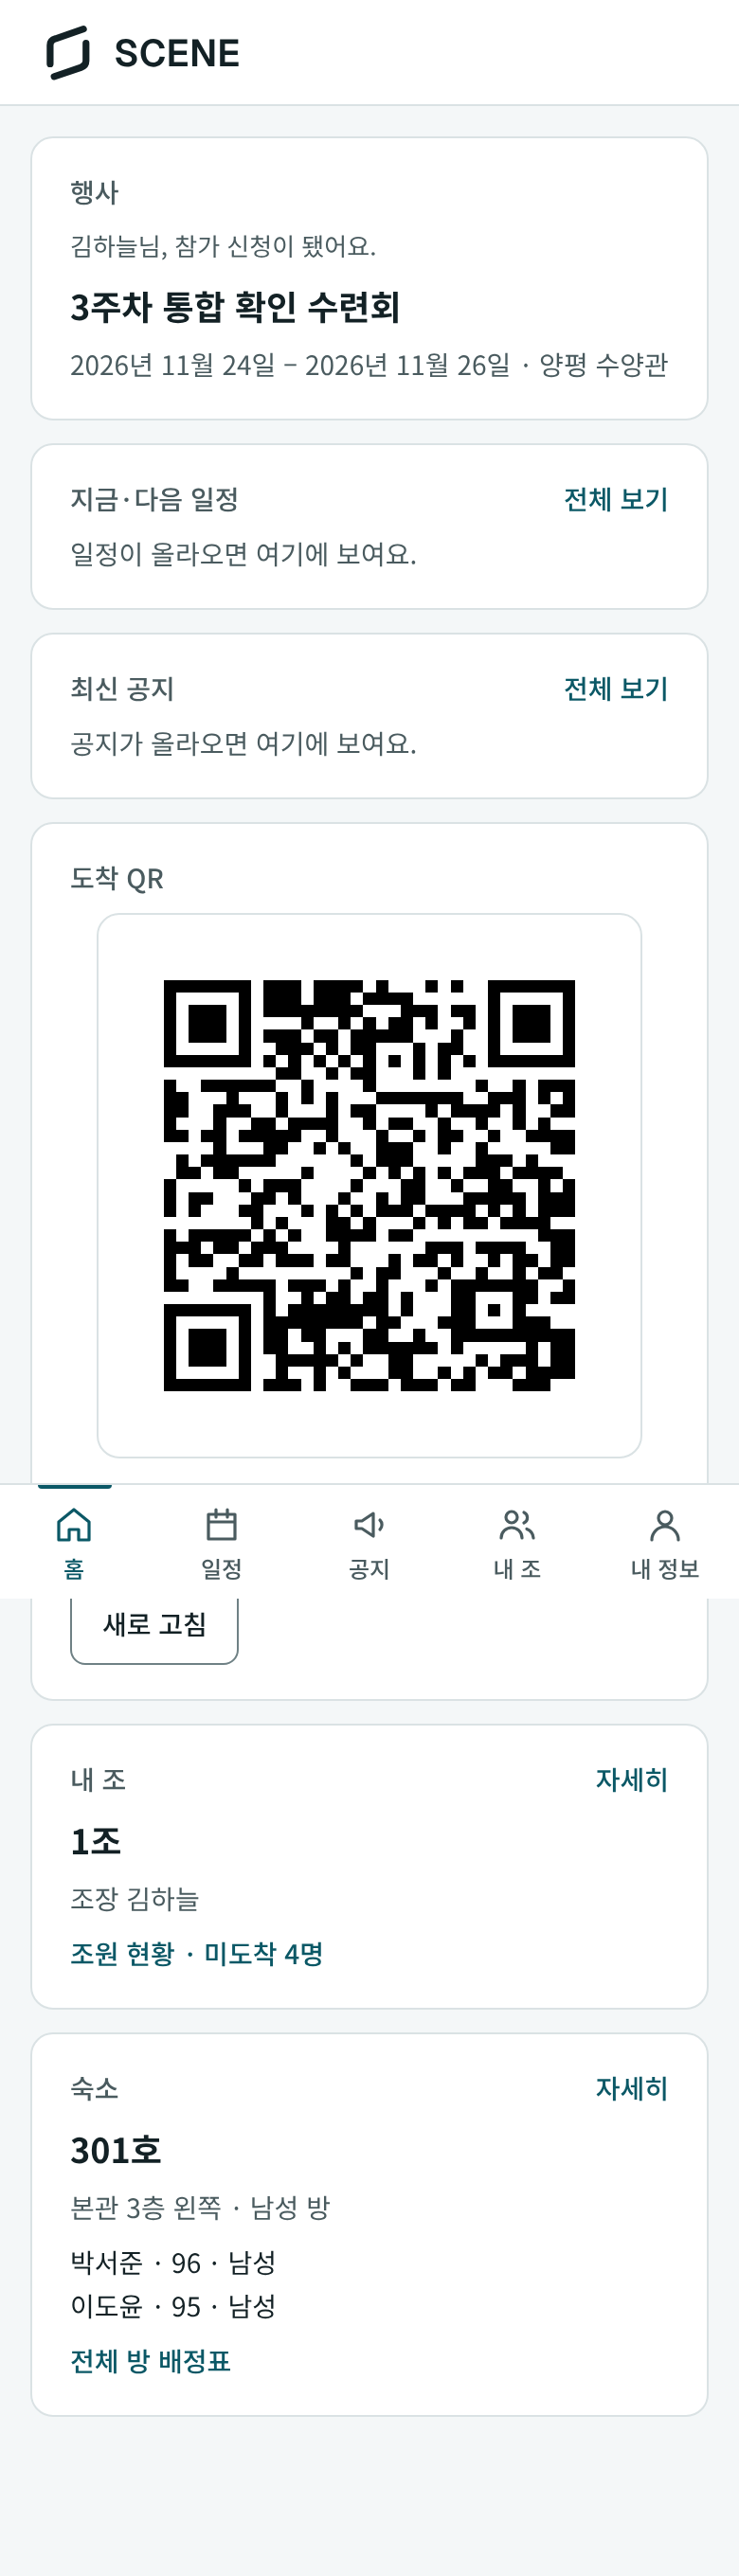 SCENE
행사
김하늘님, 참가 신청이 됐어요.
3주차 통합 확인 수련회
2026년 11월 24일 – 2026년 11월 26일 · 양평 수양관
지금·다음 일정 전체 보기
일정이 올라오면 여기에 보여요.
최신 공지 전체 보기
공지가 올라오면 여기에 보여요.
도착 QR
홈 일정 공지 내 조 내 정보
새로 고침
내 조 자세히
1조
조장 김하늘
조원 현황 · 미도착 4명
숙소 자세히
301호
본관 3층 왼쪽 · 남성 방
박서준 · 96 · 남성
이도윤 · 95 · 남성
전체 방 배정표